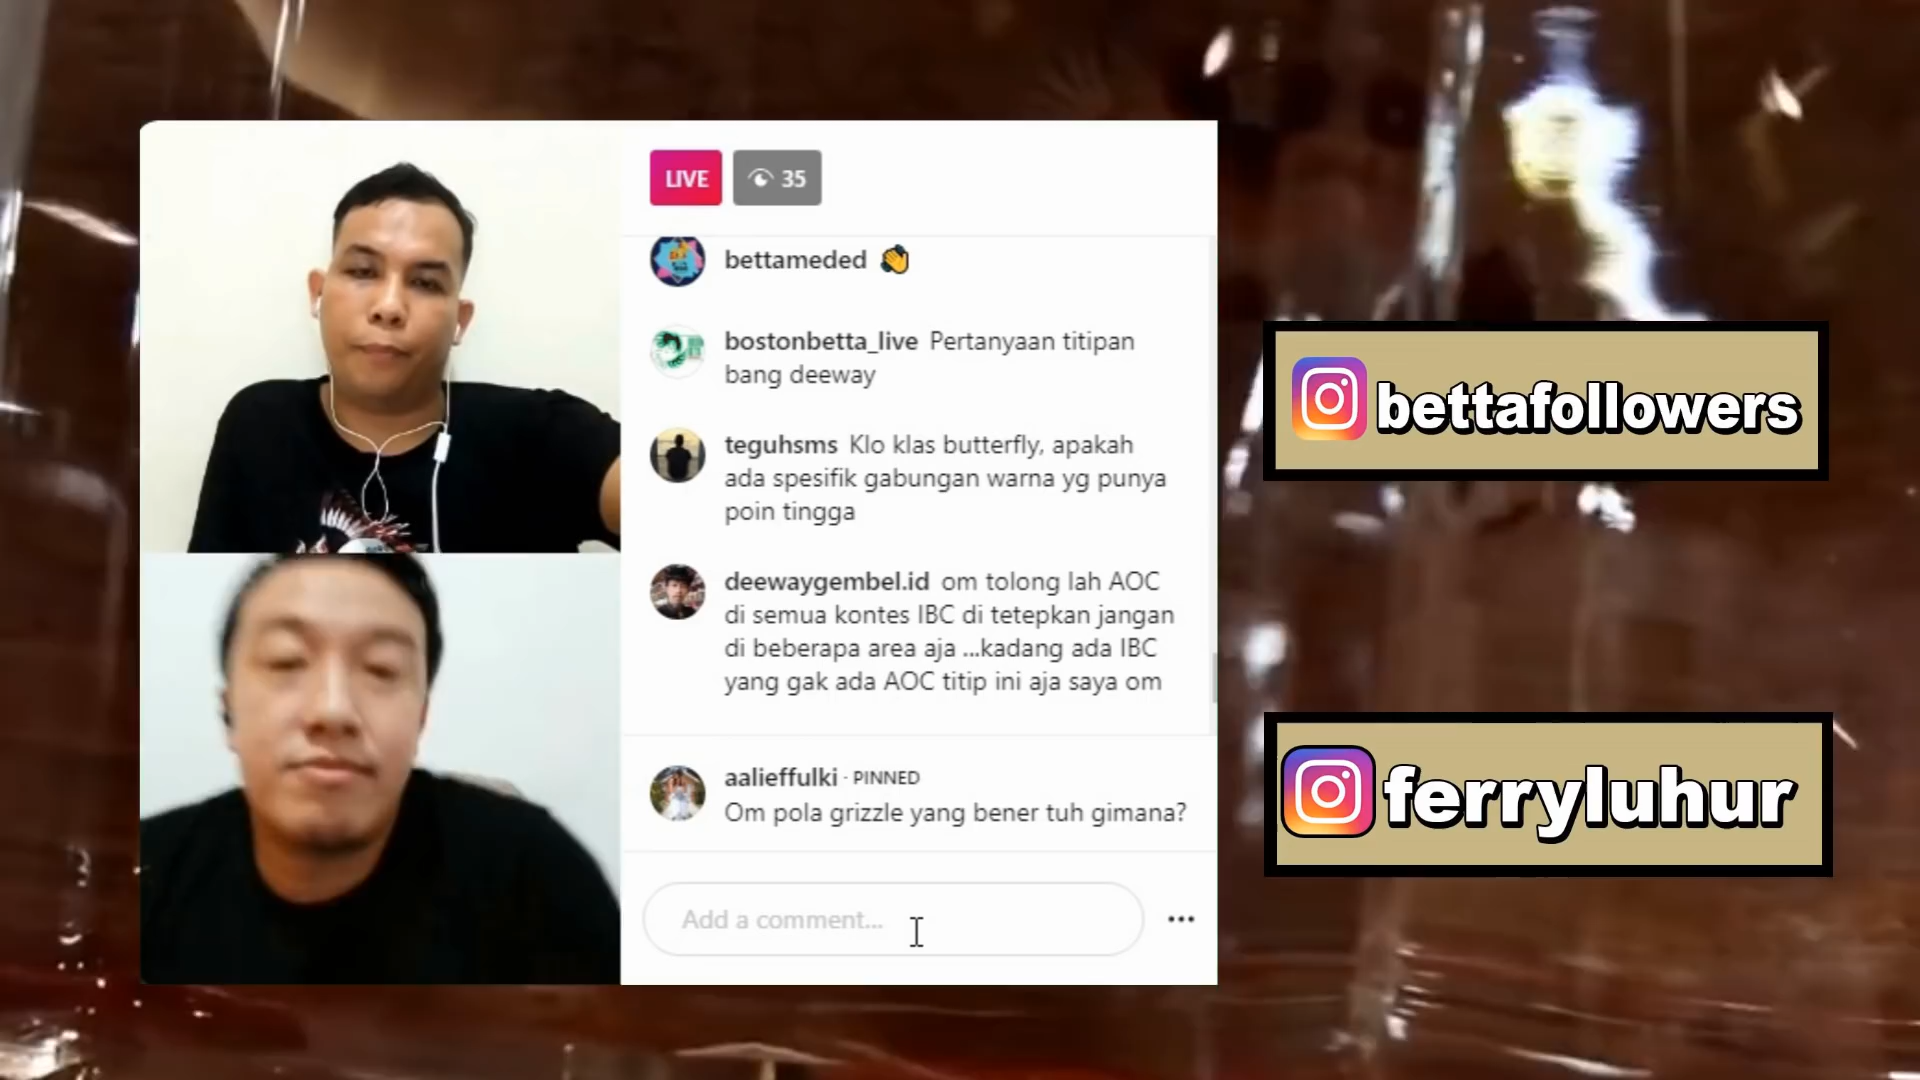 LIVE 35
bettameded 👏
bostonbetta_live Pertanyaan titipan
bang deeway
teguhsms Klo klas butterfly, apakah
ada spesifik gabungan warna yg punya
poin tingga
deewaygembel.id om tolong lah AOC
di semua kontes IBC di tetepkan jangan
di beberapa area aja ...kadang ada IBC
yang gak ada AOC titip ini aja saya om
aalieffulki · PINNED
Om pola grizzle yang bener tuh gimana?
Add a comment...
bettafollowers
ferryluhur